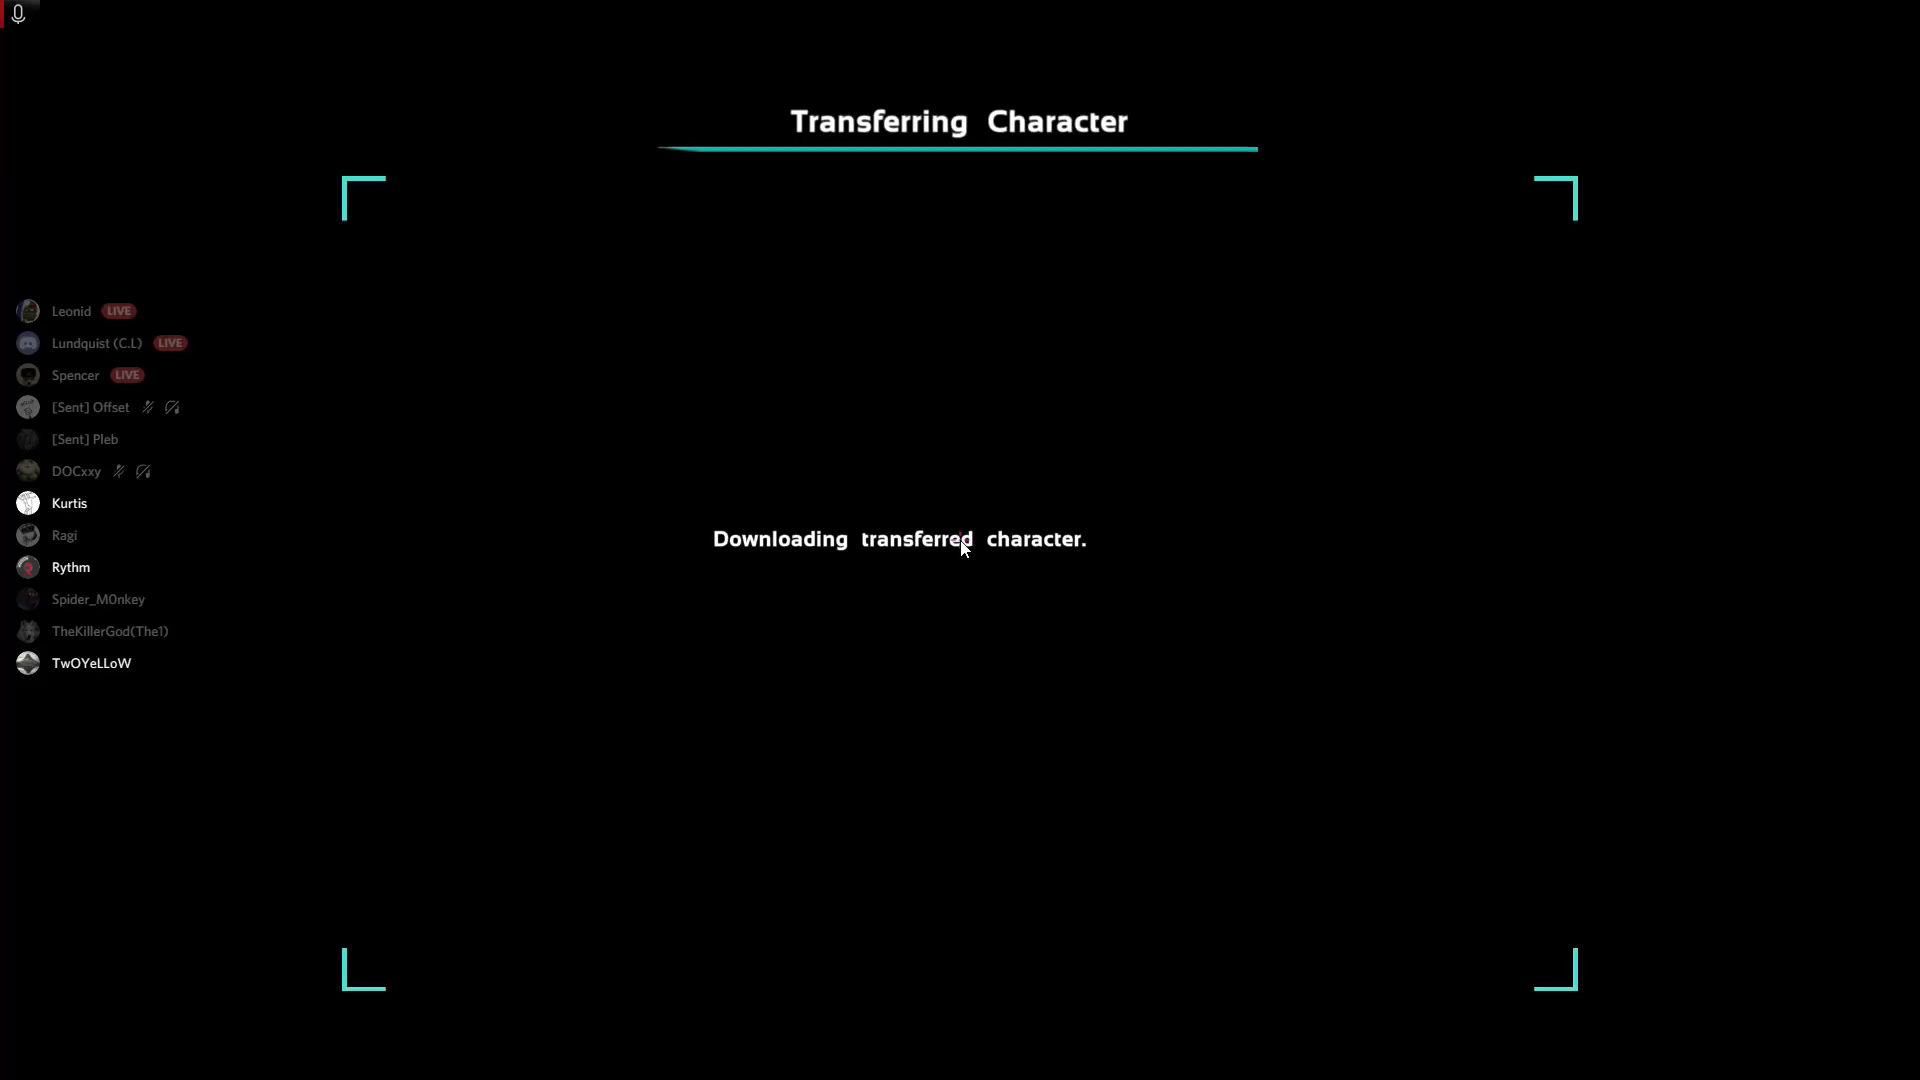 Transferring Character
Leonid LIVE
Lundquist (C.L) LIVE
Spencer LIVE
[Sent] Offset
[Sent] Pleb
DOCxxy
Kurtis
Downloading transferred character.
Ragi
Rythm
Spider_M0nkey
TheKillerGod(The1)
TwOYeLLoW